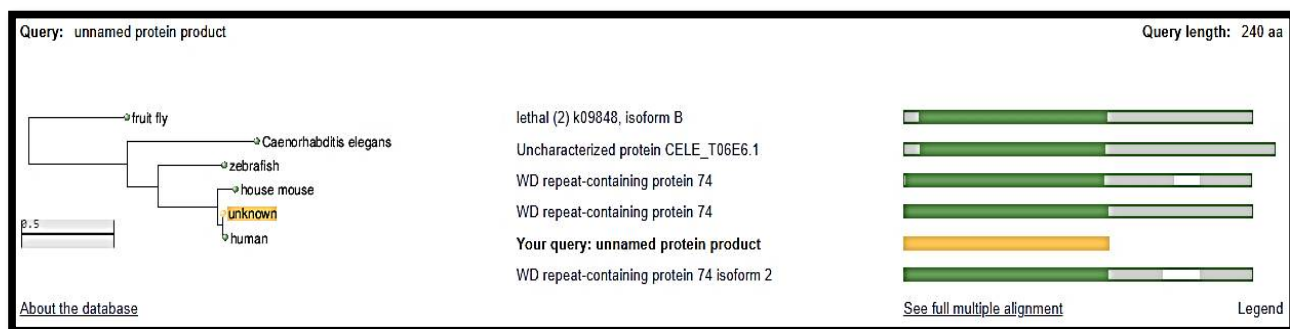 Query: unnamed protein product
Query length: 240 aa
fruit fly
lethal (2) k09848, isoform B
Caenorhabditis elegans
Uncharacterized protein CELE_T06E6.1
zebrafish
WD repeat-containing protein 74
house mouse
WD repeat-containing protein 74
unknown
Your query: unnamed protein product
human
WD repeat-containing protein 74 isoform 2
0.5
About the database
See full multiple alignment
Legend